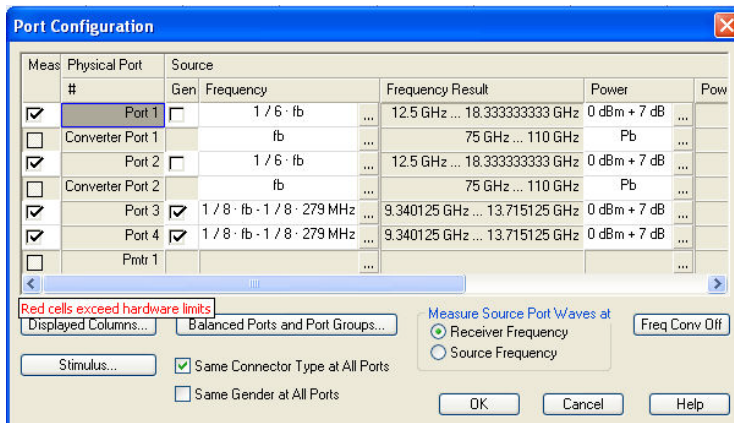 Port Configuration
Meas Physical Port Source
# Gen Frequency Frequency Result Power Pow
Port 1 1 / 6 · fb ... 12.5 GHz ... 18.333333333 GHz 0 dBm + 7 dB ...
Converter Port 1 fb ... 75 GHz ... 110 GHz Pb ...
Port 2 1 / 6 · fb ... 12.5 GHz ... 18.333333333 GHz 0 dBm + 7 dB ...
Converter Port 2 fb ... 75 GHz ... 110 GHz Pb ...
Port 3 1 / 8 · fb - 1 / 8 · 279 MHz ... 9.340125 GHz ... 13.715125 GHz 0 dBm + 7 dB ...
Port 4 1 / 8 · fb - 1 / 8 · 279 MHz ... 9.340125 GHz ... 13.715125 GHz 0 dBm + 7 dB ...
Pmtr 1 ... ...
Red cells exceed hardware limits
Displayed Columns... Balanced Ports and Port Groups... Measure Source Port Waves at
Receiver Frequency Freq Conv Off
Source Frequency
Stimulus... Same Connector Type at All Ports
Same Gender at All Ports
OK Cancel Help